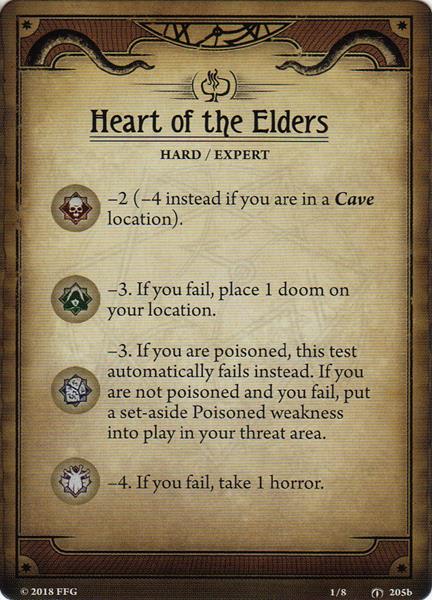 Heart of the Elders
HARD / EXPERT
–2 (–4 instead if you are in a Cave
location).
–3. If you fail, place 1 doom on
your location.
–3. If you are poisoned, this test
automatically fails instead. If you
are not poisoned and you fail, put
a set-aside Poisoned weakness
into play in your threat area.
–4. If you fail, take 1 horror.
© 2018 FFG
1/8
205b